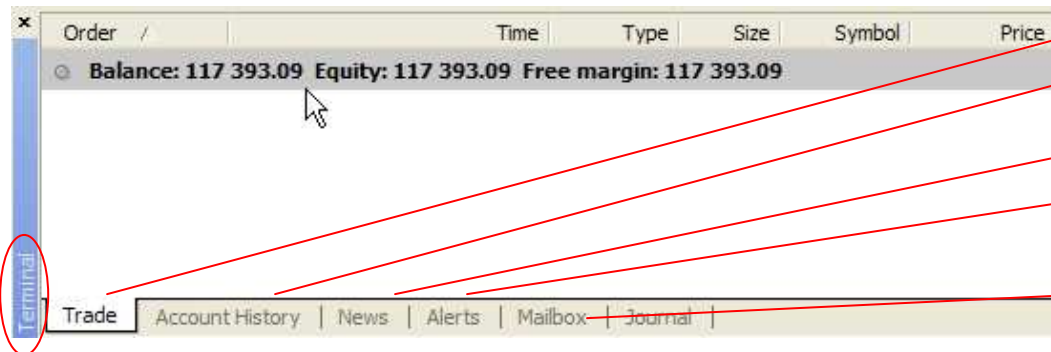 Order / Time Type Size Symbol Price
Balance: 117 393.09 Equity: 117 393.09 Free margin: 117 393.09
Terminal
Trade Account History | News | Alerts | Mailbox | Journal |